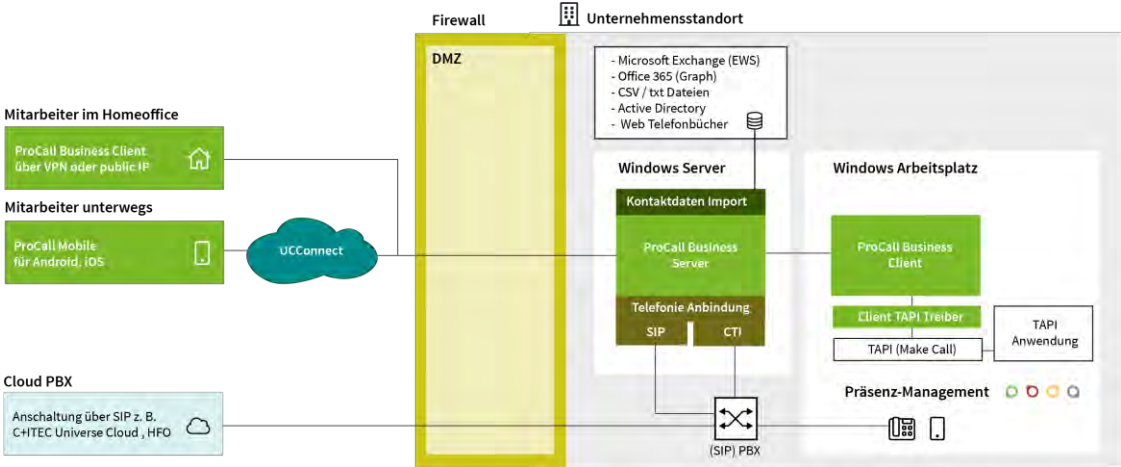 Firewall
Unternehmensstandort
DMZ
- Microsoft Exchange (EWS)
- Office 365 (Graph)
- CSV / txt Dateien
- Active Directory
- Web Telefonbücher
Mitarbeiter im Homeoffice
ProCall Business Client
über VPN oder public IP
Mitarbeiter unterwegs
ProCall Mobile
für Android, iOS
UCConnect
Windows Server
Kontaktdaten Import
ProCall Business
Server
Telefonie Anbindung
SIP
CTI
Windows Arbeitsplatz
ProCall Business
Client
Client TAPI Treiber
TAPI (Make Call)
TAPI
Anwendung
Präsenz-Management
Cloud PBX
Anschaltung über SIP z. B.
C+ITEC Universe Cloud , HFO
(SIP) PBX